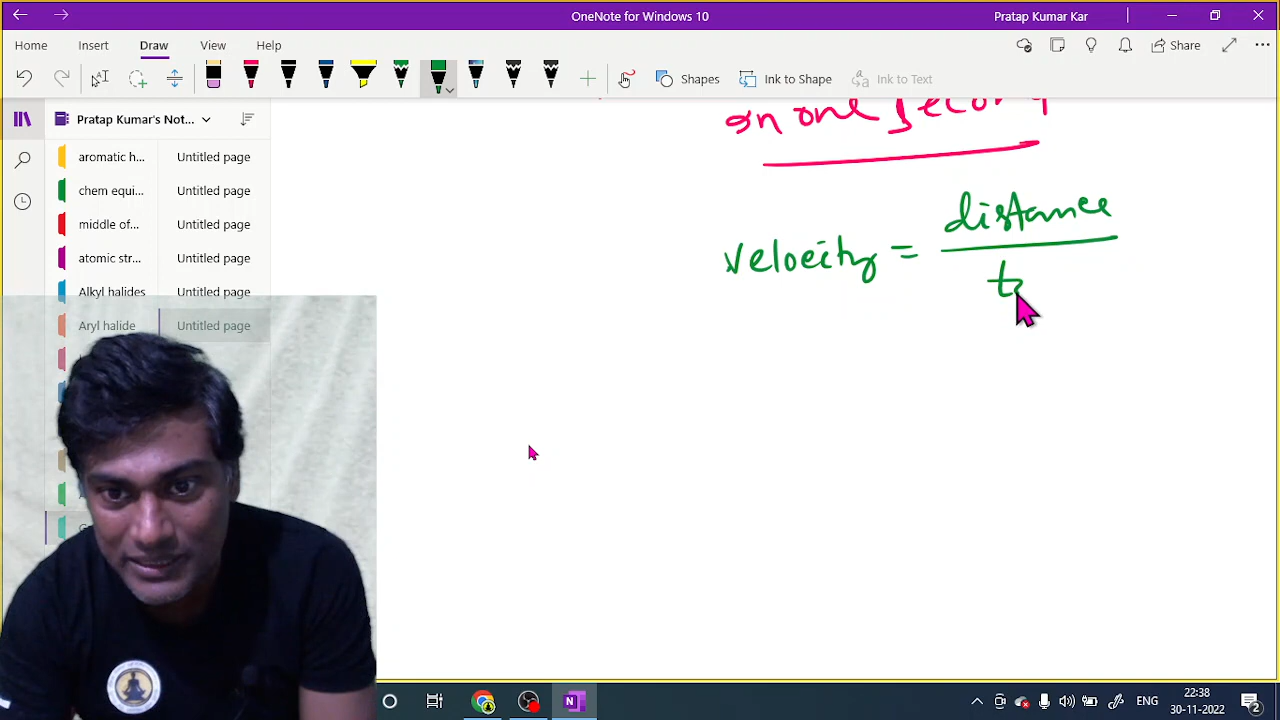 OneNote for Windows 10
Pratap Kumar Kar
Home Insert Draw View Help
Share
Shapes
Ink to Shape
Ink to Text
Pratap Kumar's Not...
aromatic h... Untitled page
chem equi... Untitled page
middle of... Untitled page
atomic str... Untitled page
Alkyl halides Untitled page
Aryl halide Untitled page
on one second
velocity = distance
t
ENG
22:38
30-11-2022
2